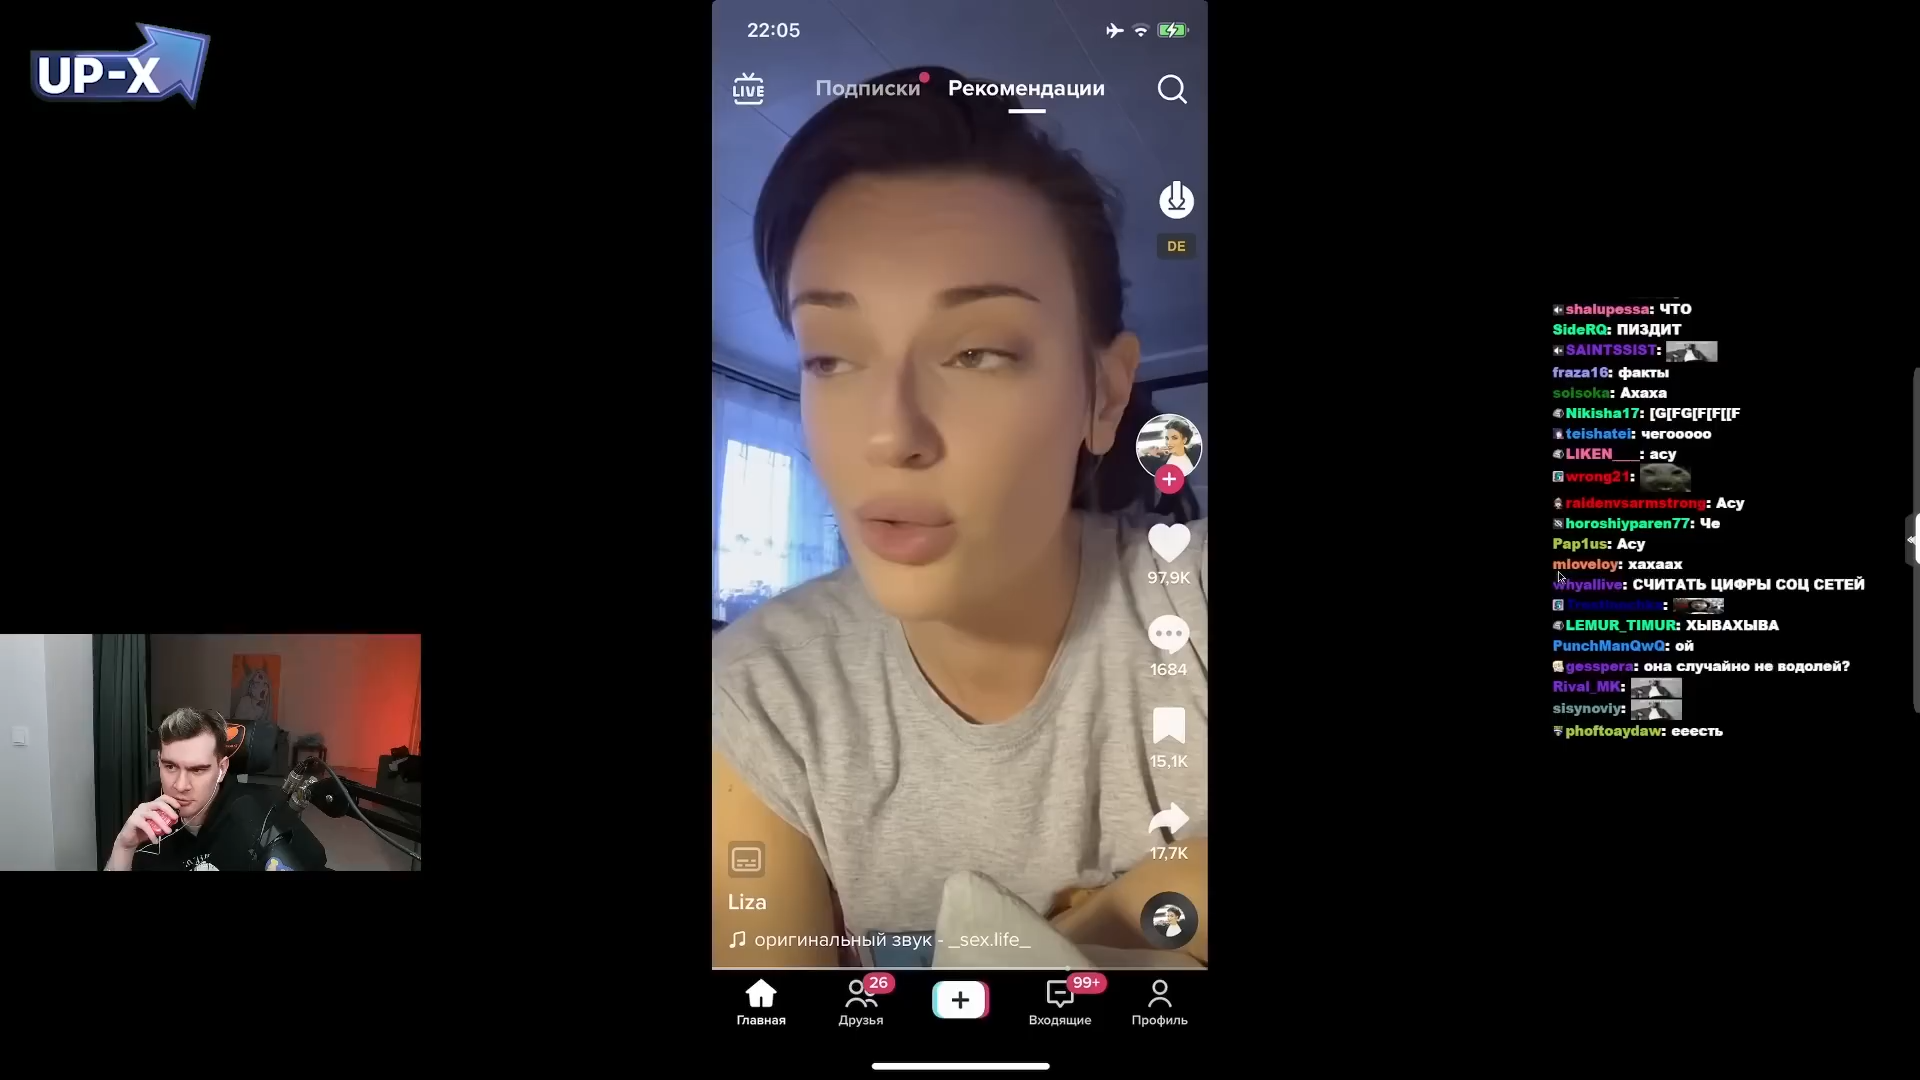 UP-X
22:05
LIVE
Подписки
Рекомендации
DE
97,9K
1684
15,1K
17,7K
Liza
оригинальный звук - _sex.life_
26
99+
Главная
Друзья
Входящие
Профиль
shalupessa: ЧТО
SideRQ: ПИЗДИТ
SAINTSSIST:
fraza16: факты
solsoka: Ахаха
Nikisha17: [G[FG[F[F[[F
teishatei: чегооооо
LIKEN___: асу
wrong21:
raidenvsarmstrong: Асу
horoshiyparen77: Че
Pap1us: Асу
mloveloy: хахаах
whyallive: СЧИТАТЬ ЦИФРЫ СОЦ СЕТЕЙ
LEMUR_TIMUR: ХЫВАХЫВА
PunchManQwQ: ой
gesspera: она случайно не водолей?
Rival_MK:
sisynoviy:
phoftoaydaw: ееесть